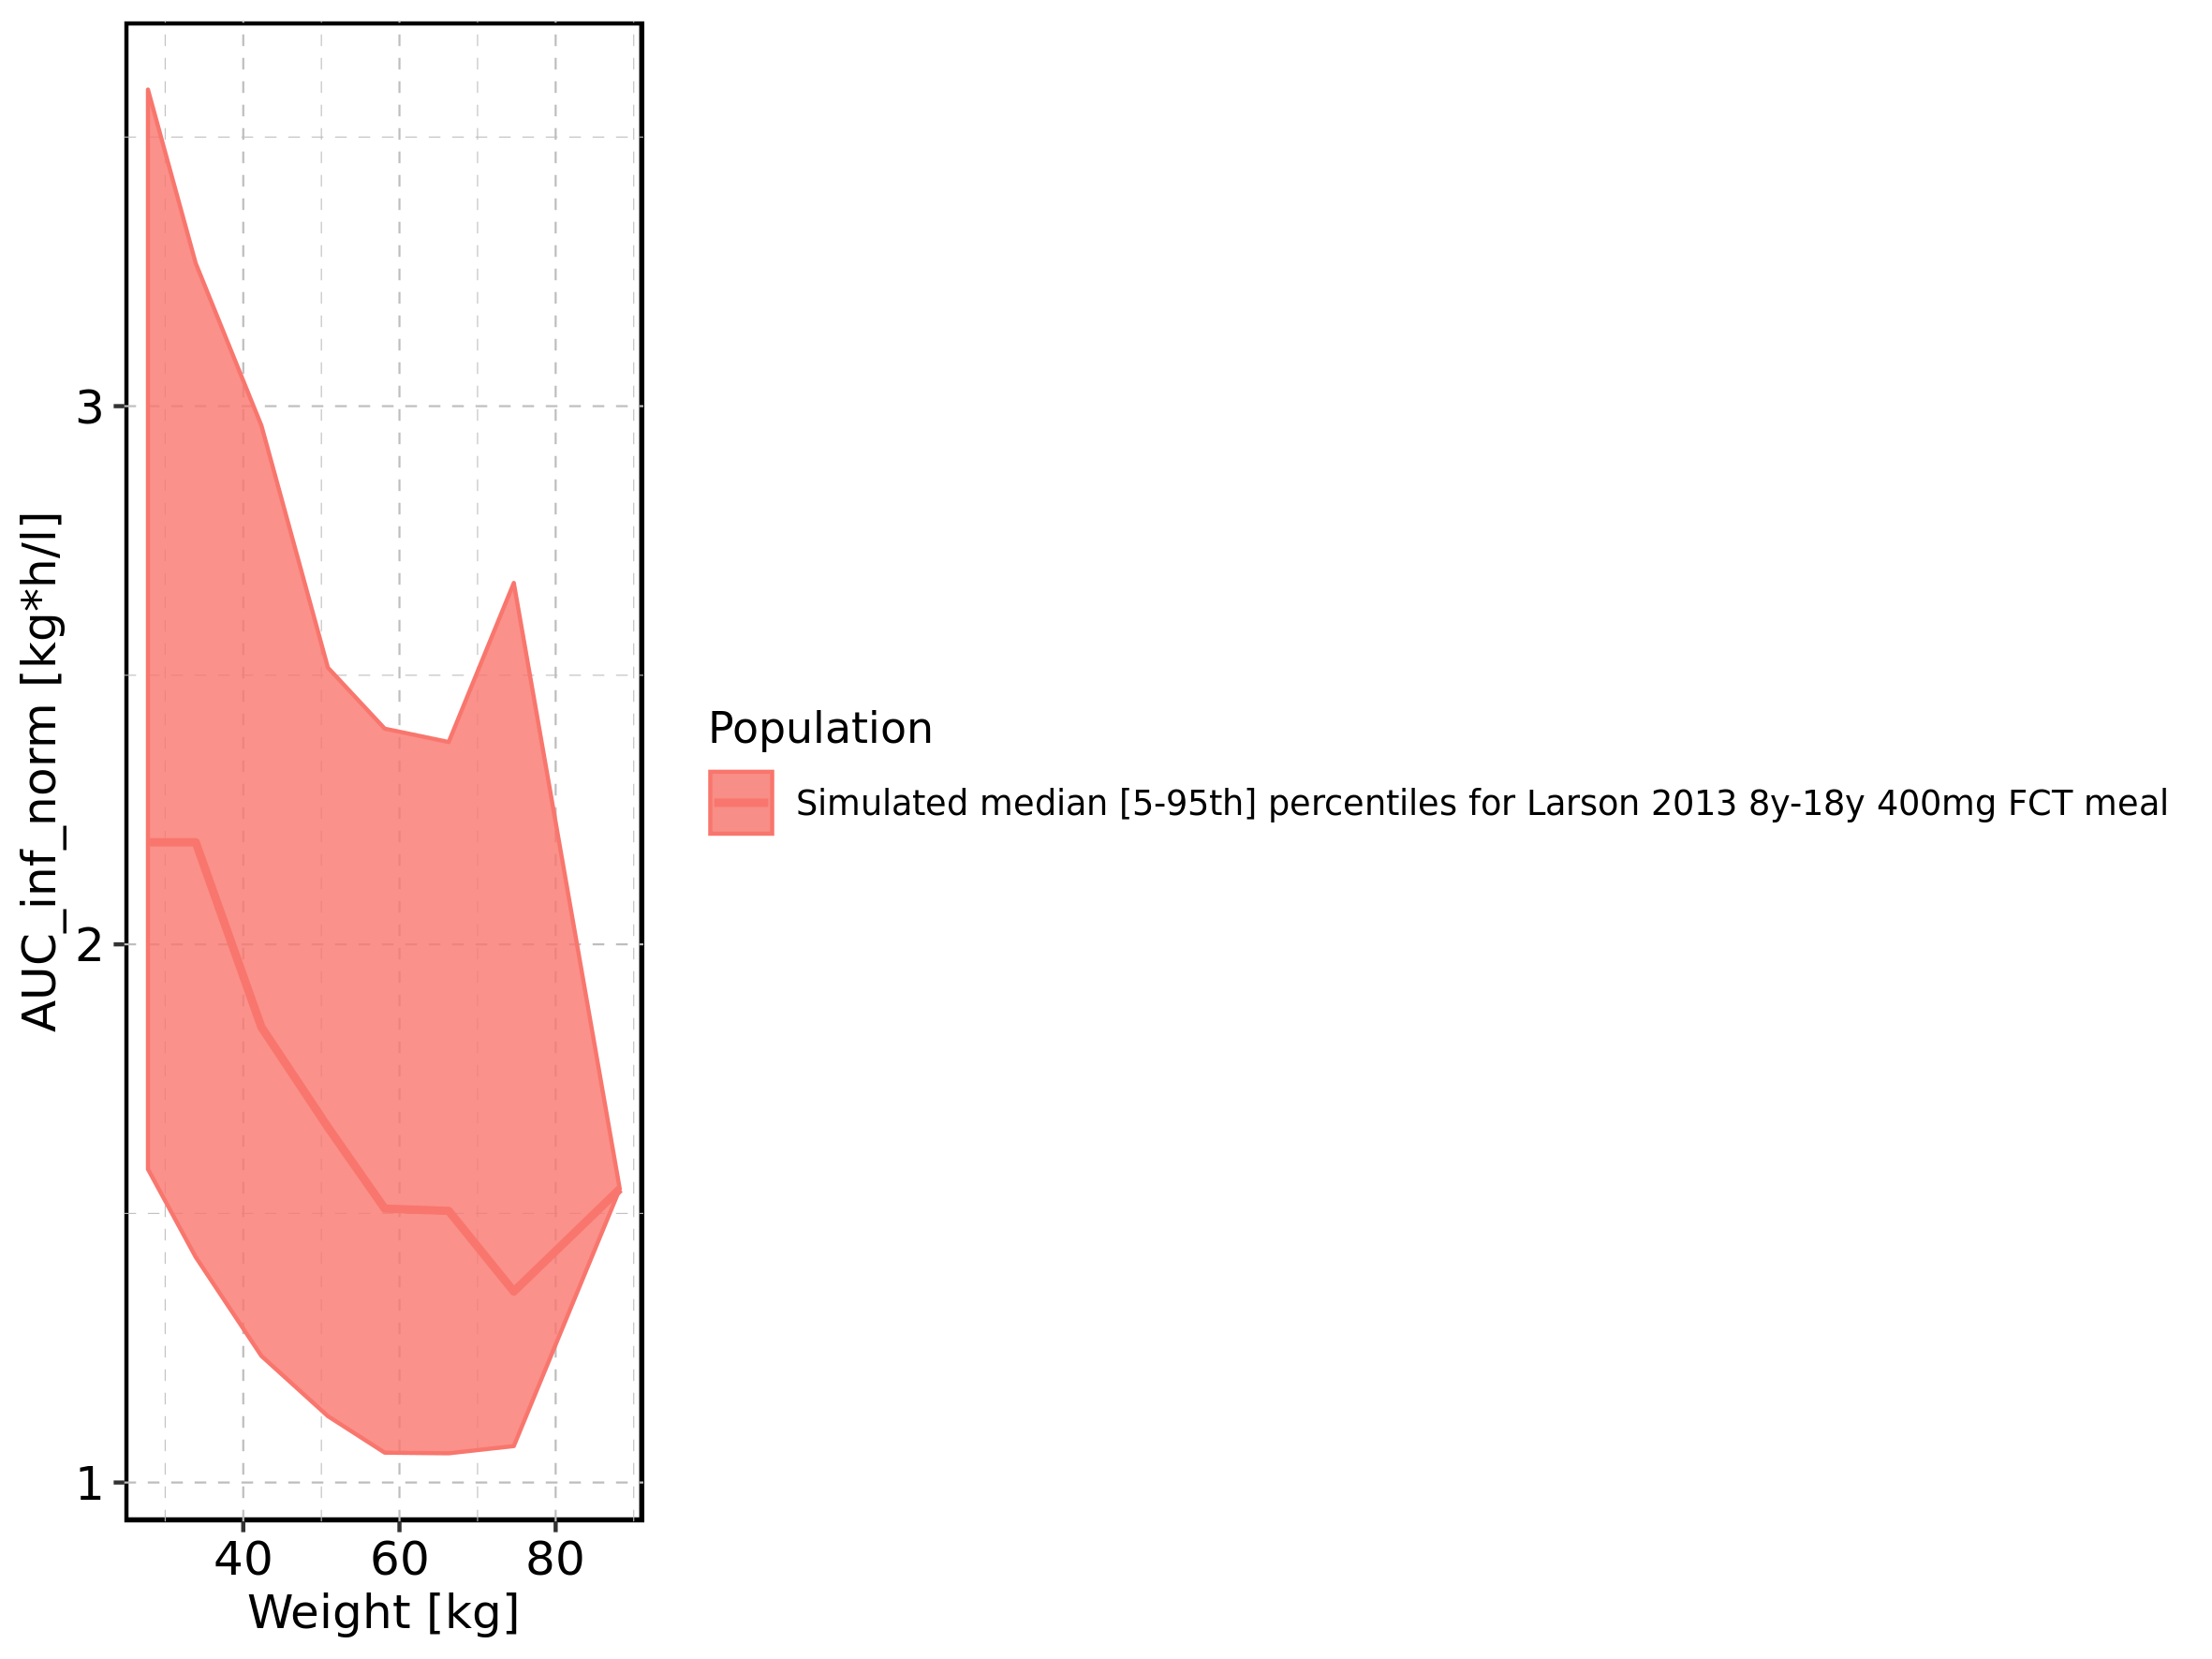 AUC_inf_norm [kg*h/l]
3
2
1
40 60 80
Weight [kg]
Population
Simulated median [5-95th] percentiles for Larson 2013 8y-18y 400mg FCT meal